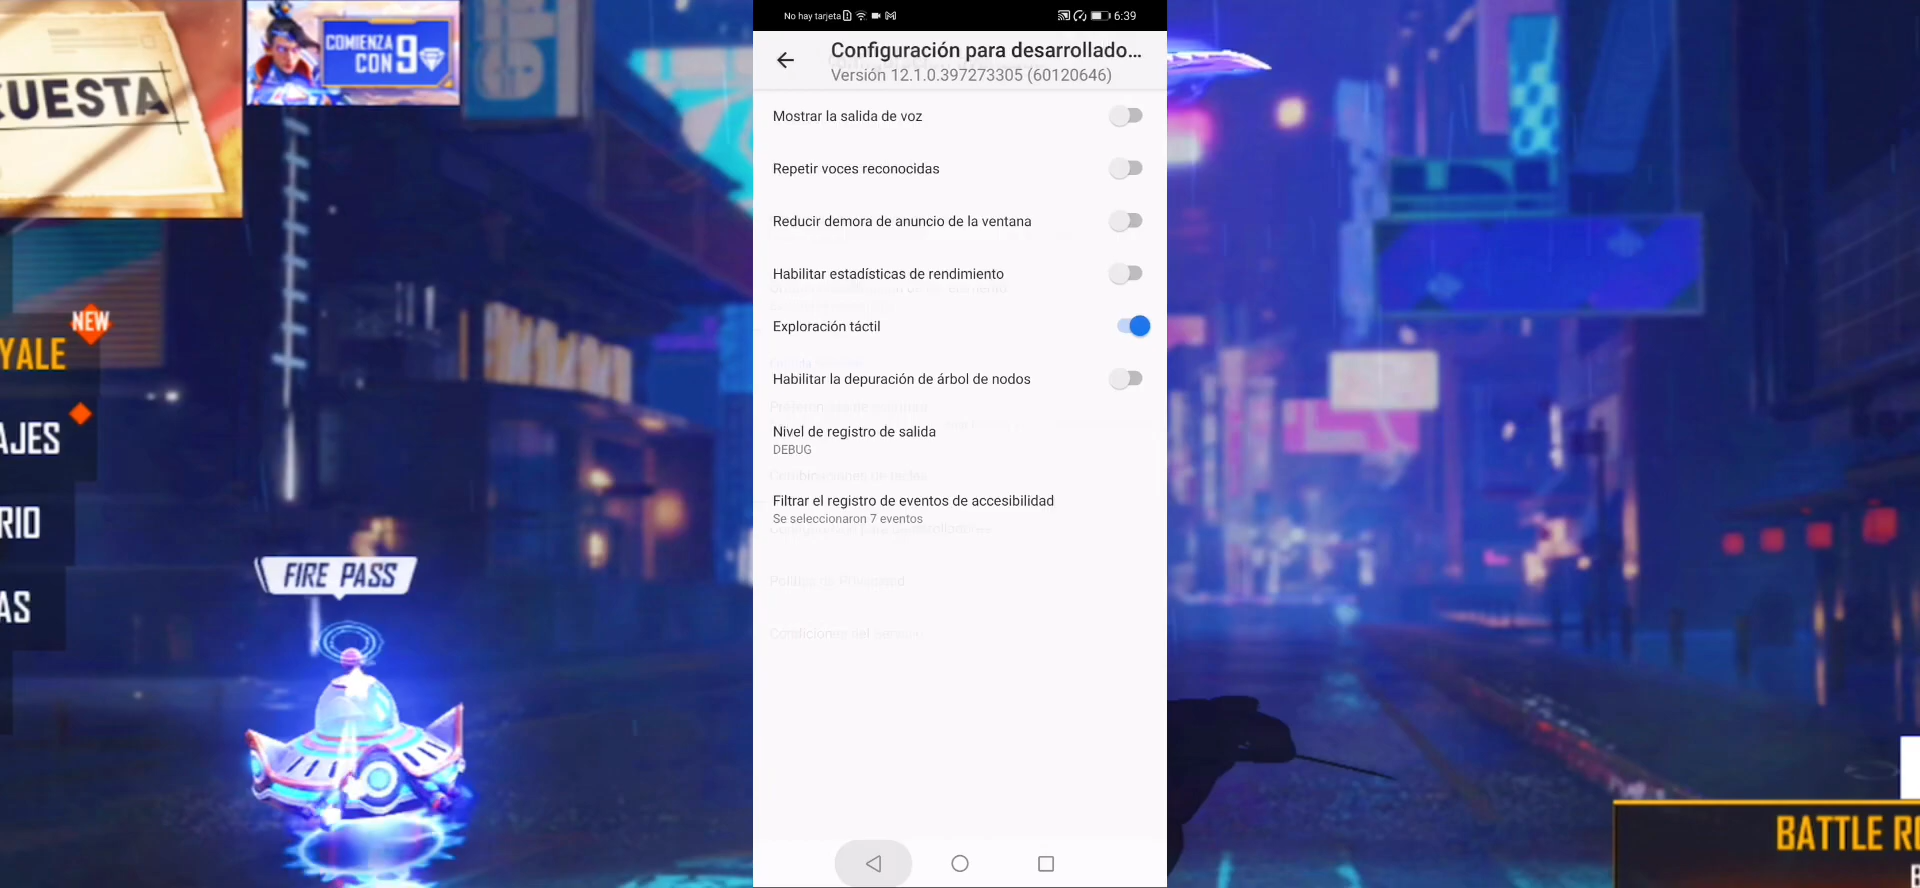 UESTA
COMIENZA
CON 9
NEW
YALE
AJES
RIO
AS
FIRE PASS
No hay tarjeta
6:39
Configuración para desarrollado...
Versión 12.1.0.397273305 (60120646)
Mostrar la salida de voz
Repetir voces reconocidas
Reducir demora de anuncio de la ventana
Habilitar estadísticas de rendimiento
Exploración táctil
Habilitar la depuración de árbol de nodos
Nivel de registro de salida
DEBUG
Filtrar el registro de eventos de accesibilidad
Se seleccionaron 7 eventos
BATTLE RO